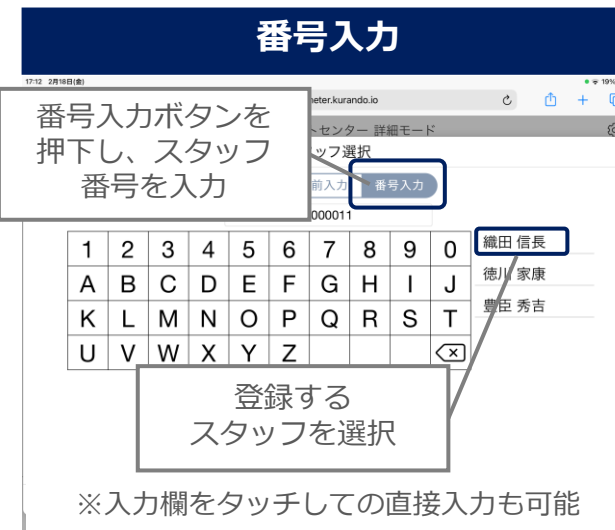 番号入力
17:12 2月18日(金)
19%
neter.kurando.io
トセンター 詳細モード
番号入力ボタンを
押下し、スタッフ
番号を入力
ッフ選択
前入力 番号入力
000011
1 2 3 4 5 6 7 8 9 0
A B C D E F G H I J
K L M N O P Q R S T
U V W X Y Z
織田 信長
徳川 家康
豊臣 秀吉
登録する
スタッフを選択
※入力欄をタッチしての直接入力も可能